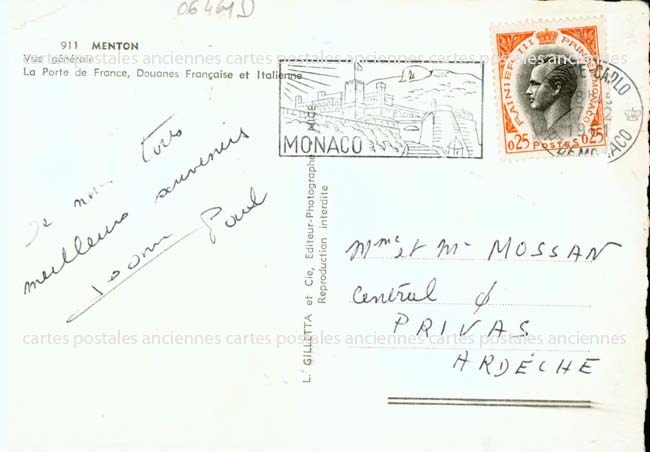 06461D
911 MENTON
Vue générale
La Porte de France, Douanes Française et Italienne
MONACO
RAINIER III PRINCE DE MONACO
0.25 POSTES 0.25
MONTE-CARLO
MONACO
De nous tous
meilleurs souvenirs
Paul
L. GILLETTA et Cie, Editeur-Photographe NICE
Reproduction interdite
Mme et Mr MOSSAN
Central
PRIVAS
ARDÈCHE
cartes postales anciennes cartes postales anciennes cartes postales anciennes
cartes postales anciennes cartes postales anciennes cartes postales anciennes